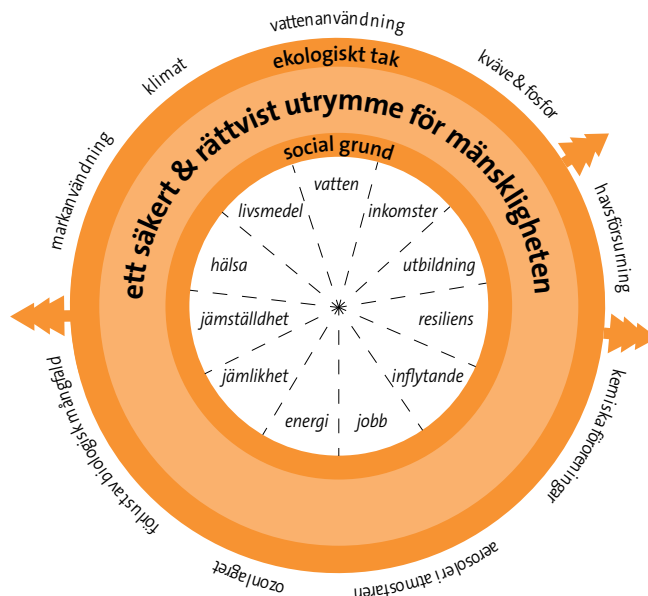 vattenanvändning
ekologiskt tak
klimat
kväve & fosfor
ett säkert & rättvist utrymme för mänskligheten
social grund
markanvändning
havsförsurning
vatten
livsmedel
inkomster
hälsa
utbildning
jämställdhet
resiliens
jämlikhet
inflytande
energi
jobb
förlust av biologisk mångfald
kemiska föroreningar
ozonlagret
aerosoler i atmosfären